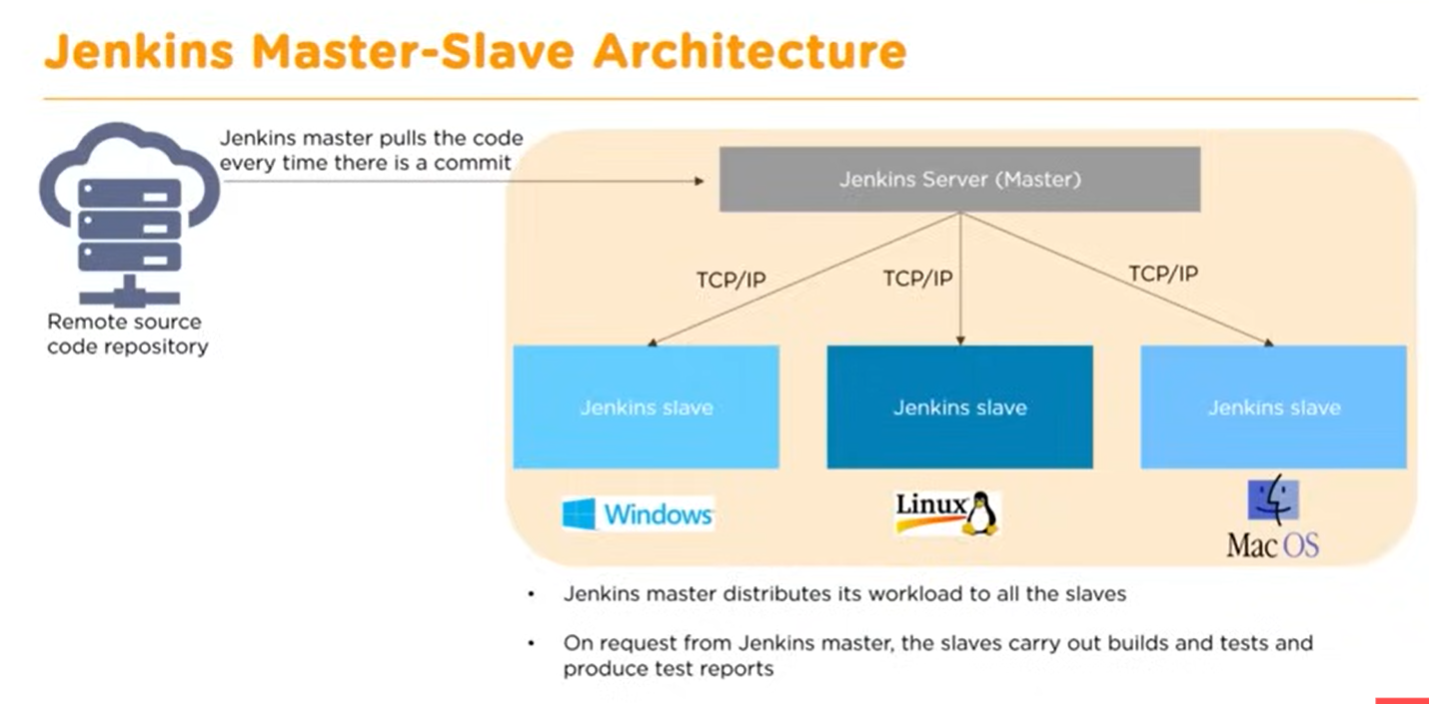 Jenkins Master-Slave Architecture
Jenkins master pulls the code
every time there is a commit
Jenkins Server (Master)
TCP/IP
TCP/IP
TCP/IP
Remote source
code repository
Jenkins slave
Jenkins slave
Jenkins slave
Windows
Linux
Mac OS
• Jenkins master distributes its workload to all the slaves
• On request from Jenkins master, the slaves carry out builds and tests and
produce test reports